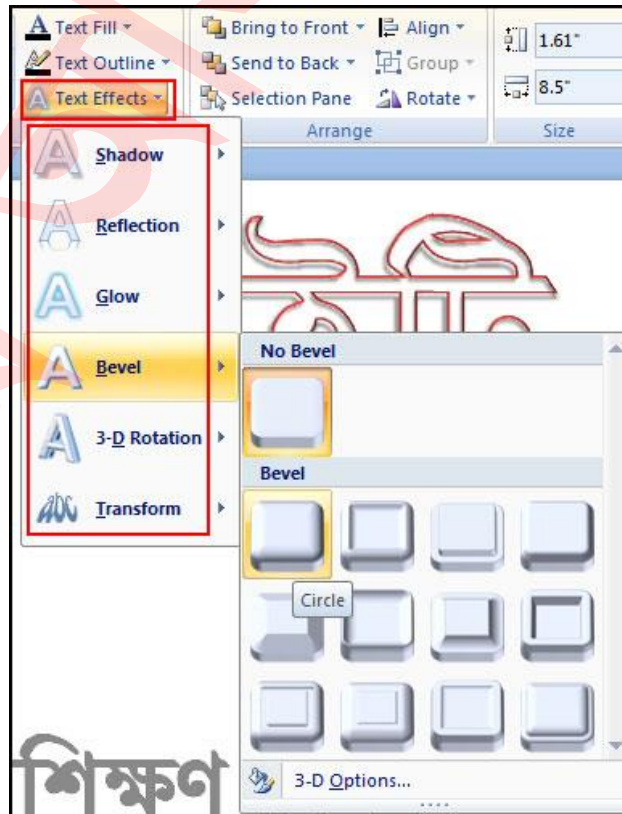 Text Fill
Bring to Front
Align
1.61"
Text Outline
Send to Back
Group
Text Effects
Selection Pane
Rotate
8.5"
Arrange
Size
Shadow
Reflection
Glow
Bevel
3-D Rotation
Transform
No Bevel
Bevel
Circle
3-D Options...
শিক্ষণ